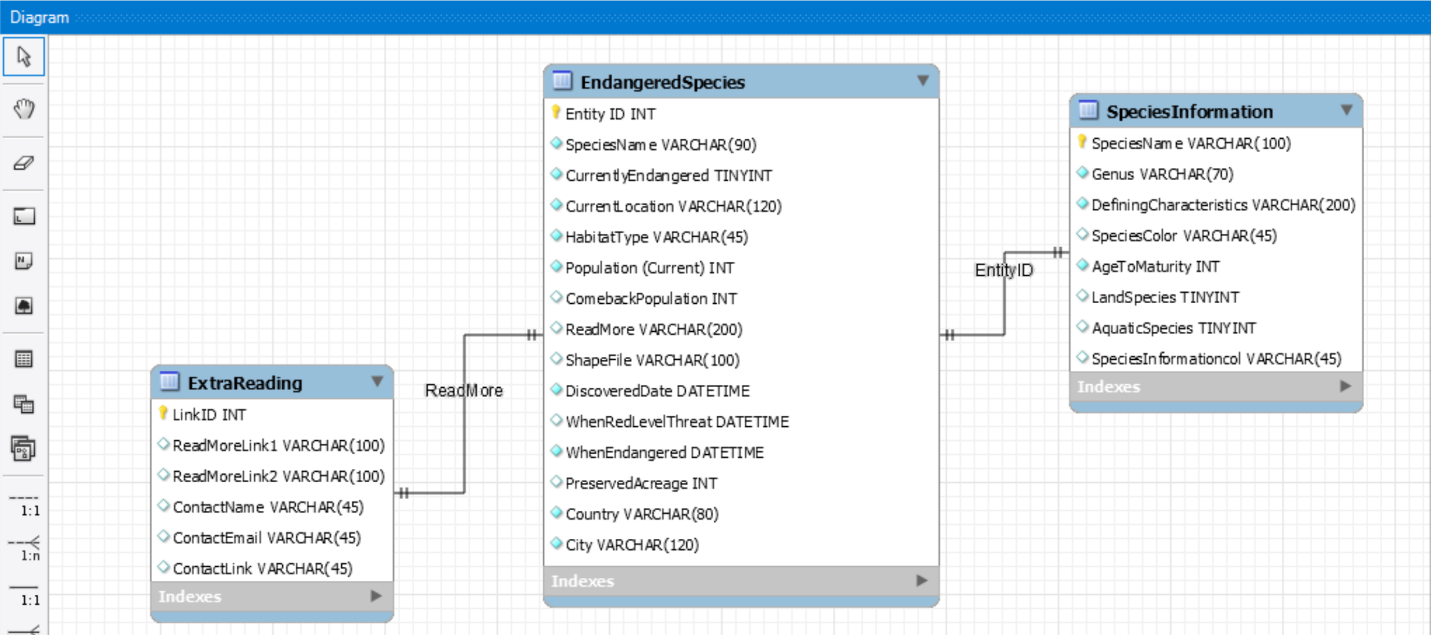 Diagram
EndangeredSpecies
Entity ID INT
SpeciesName VARCHAR(90)
CurrentlyEndangered TINYINT
CurrentLocation VARCHAR(120)
HabitatType VARCHAR(45)
Population (Current) INT
ComebackPopulation INT
ReadMore VARCHAR(200)
ShapeFile VARCHAR(100)
DiscoveredDate DATETIME
WhenRedLevelThreat DATETIME
WhenEndangered DATETIME
PreservedAcreage INT
Country VARCHAR(80)
City VARCHAR(120)
Indexes
SpeciesInformation
SpeciesName VARCHAR(100)
Genus VARCHAR(70)
DefiningCharacteristics VARCHAR(200)
SpeciesColor VARCHAR(45)
AgeToMaturity INT
LandSpecies TINYINT
AquaticSpecies TINYINT
SpeciesInformationcol VARCHAR(45)
Indexes
EntityID
ReadMore
ExtraReading
LinkID INT
ReadMoreLink1 VARCHAR(100)
ReadMoreLink2 VARCHAR(100)
ContactName VARCHAR(45)
ContactEmail VARCHAR(45)
ContactLink VARCHAR(45)
Indexes
1:1
1:n
1:1